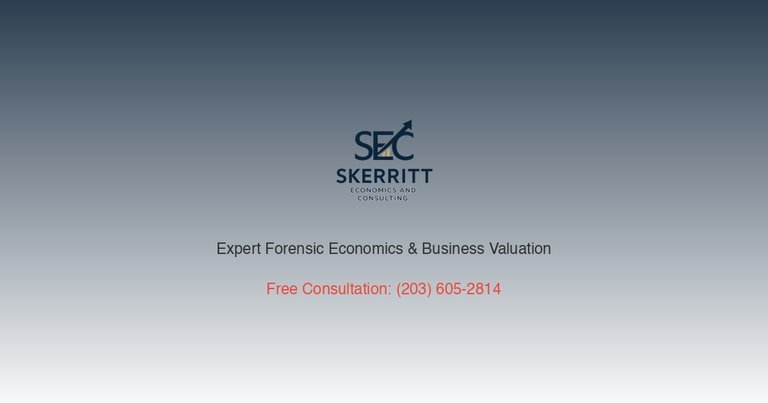 SEC
SKERRITT
ECONOMICS AND
CONSULTING
Expert Forensic Economics & Business Valuation
Free Consultation: (203) 605-2814